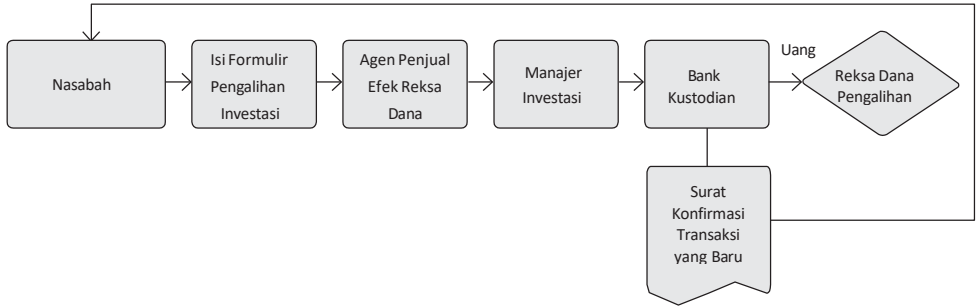 Nasabah
Isi Formulir
Pengalihan
Investasi
Agen Penjual
Efek Reksa
Dana
Manajer
Investasi
Bank
Kustodian
Uang
Reksa Dana
Pengalihan
Surat
Konfirmasi
Transaksi
yang Baru